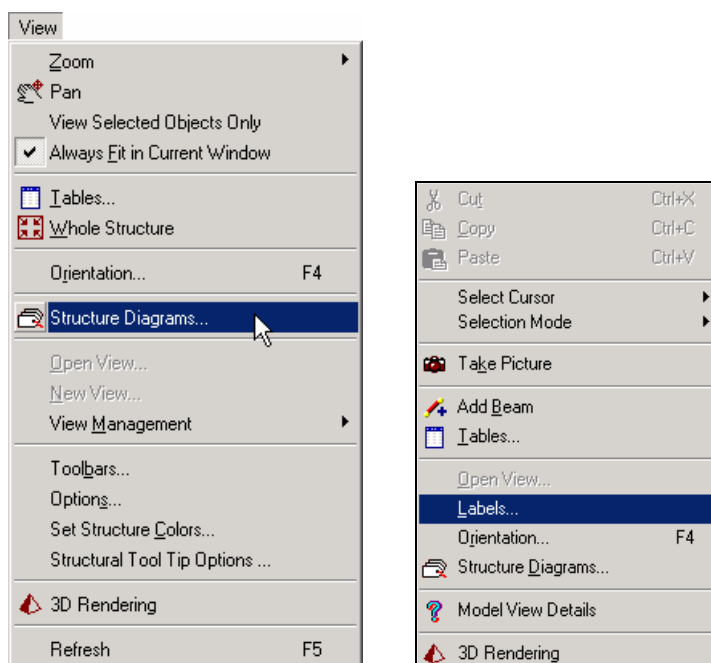 View
Zoom
Pan
View Selected Objects Only
Always Fit in Current Window
Tables...
Whole Structure
Orientation... F4
Structure Diagrams...
Open View...
New View...
View Management
Toolbars...
Options...
Set Structure Colors...
Structural Tool Tip Options ...
3D Rendering
Refresh F5
Cut Ctrl+X
Copy Ctrl+C
Paste Ctrl+V
Select Cursor
Selection Mode
Take Picture
Add Beam
Tables...
Open View...
Labels...
Orientation... F4
Structure Diagrams...
Model View Details
3D Rendering